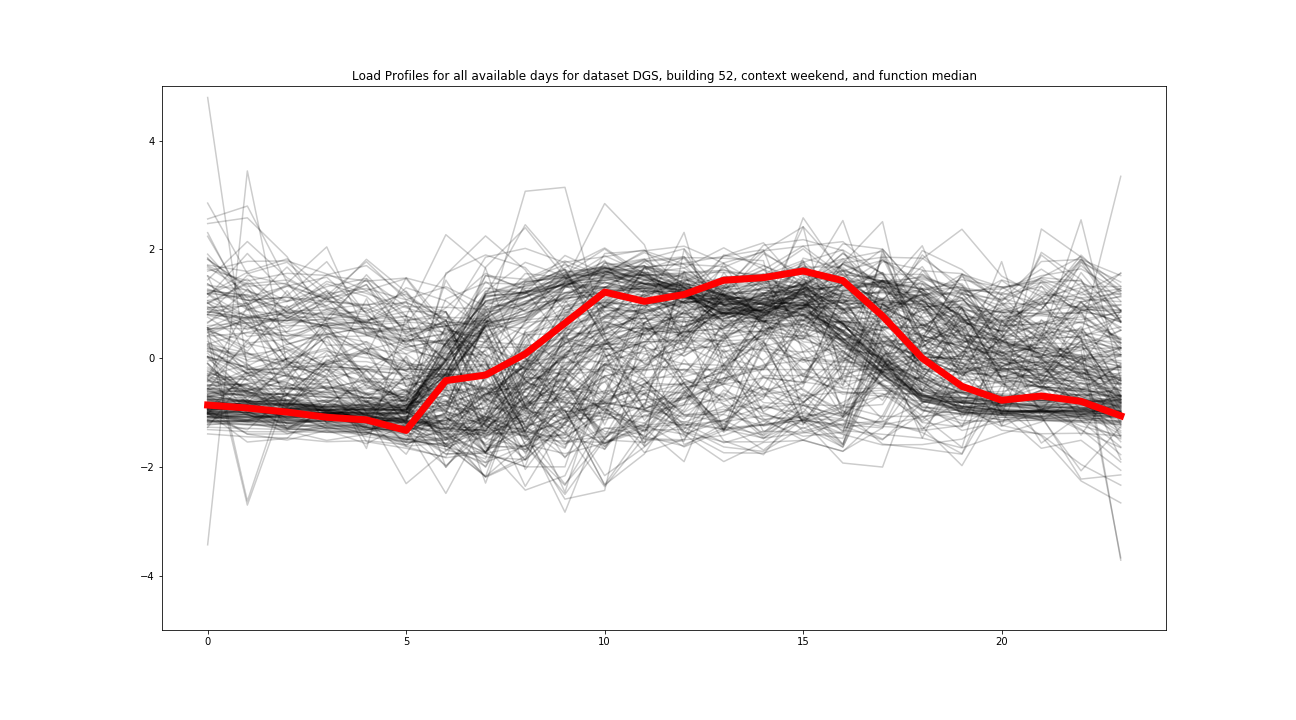 Load Profiles for all available days for dataset DGS, building 52, context weekend, and function median
4
2
0
−2
−4
0 5 10 15 20